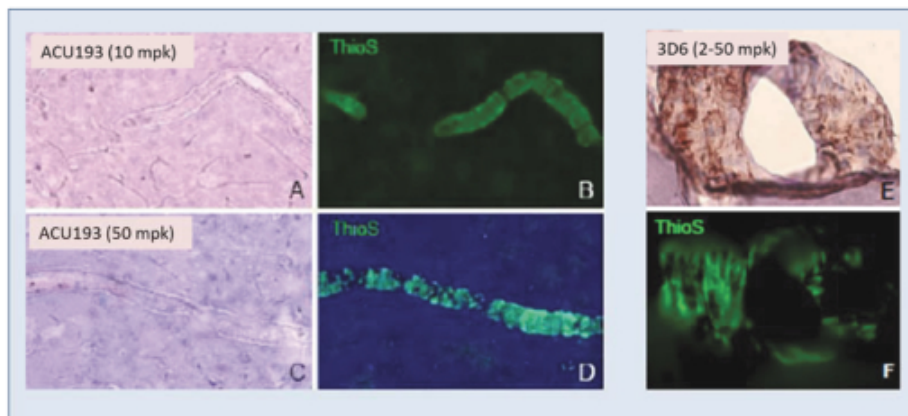 ACU193 (10 mpk)
A
ThioS
B
3D6 (2-50 mpk)
E
ACU193 (50 mpk)
C
ThioS
D
ThioS
F